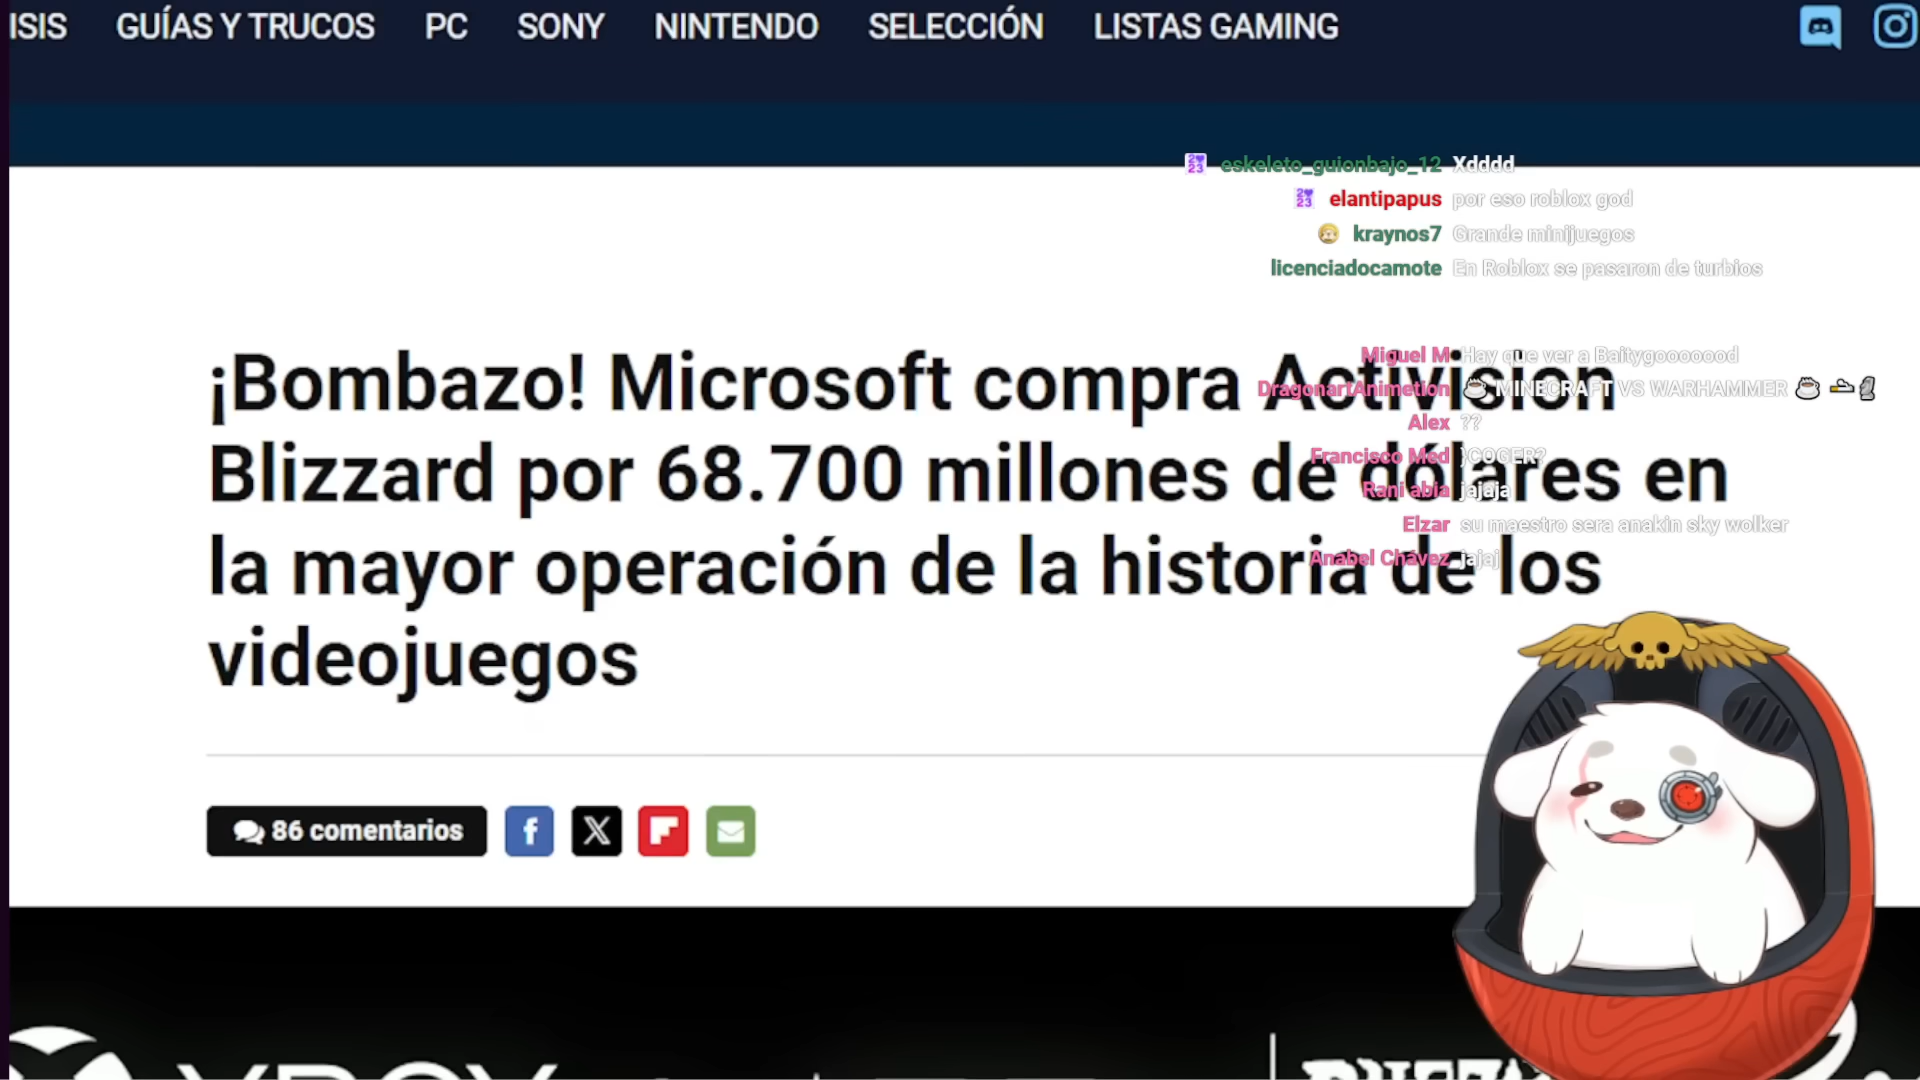 ISIS GUÍAS Y TRUCOS PC SONY NINTENDO SELECCIÓN LISTAS GAMING
eskeleto_guionbajo_12 Xdddd
elantipapus por eso roblox god
kraynos7 Grande minijuegos
licenciadocamote En Roblox se pasaron de turbios
¡Bombazo! Microsoft compra Activision
Blizzard por 68.700 millones de dólares en
la mayor operación de la historia de los
videojuegos
Miguel M Hay que ver a Baitygooooood
DragonartAnimetion ☕ MINECRAFT VS WARHAMMER ☕
Alex ??
Francisco Med ¿COGER?
Rani abia jajaja
Elzar su maestro sera anakin sky wolker
Anabel Chávez jajaj
86 comentarios
XBOX